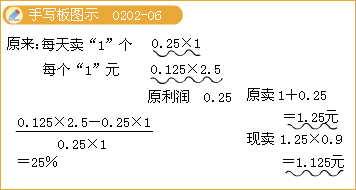 手写板图示 0202-06
原来:每天卖“1”个 0.25×1
每个“1”元 0.125×2.5
原利润 0.25
原卖1+0.25
=1.25元
现卖 1.25×0.9
=1.125元
0.125×2.5-0.25×1
0.25×1
=25%